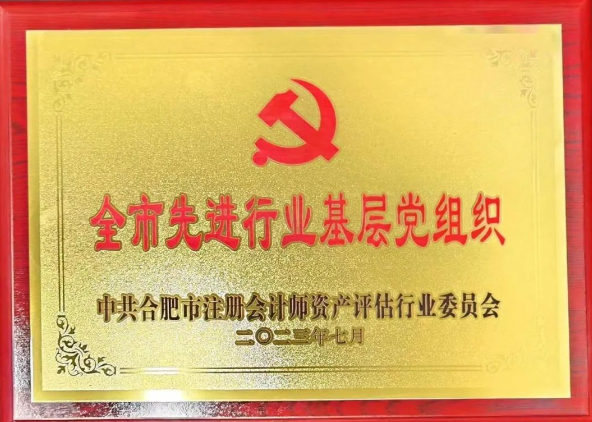 全市先进行业基层党组织
中共合肥市注册会计师资产评估行业委员会
二〇二三年七月